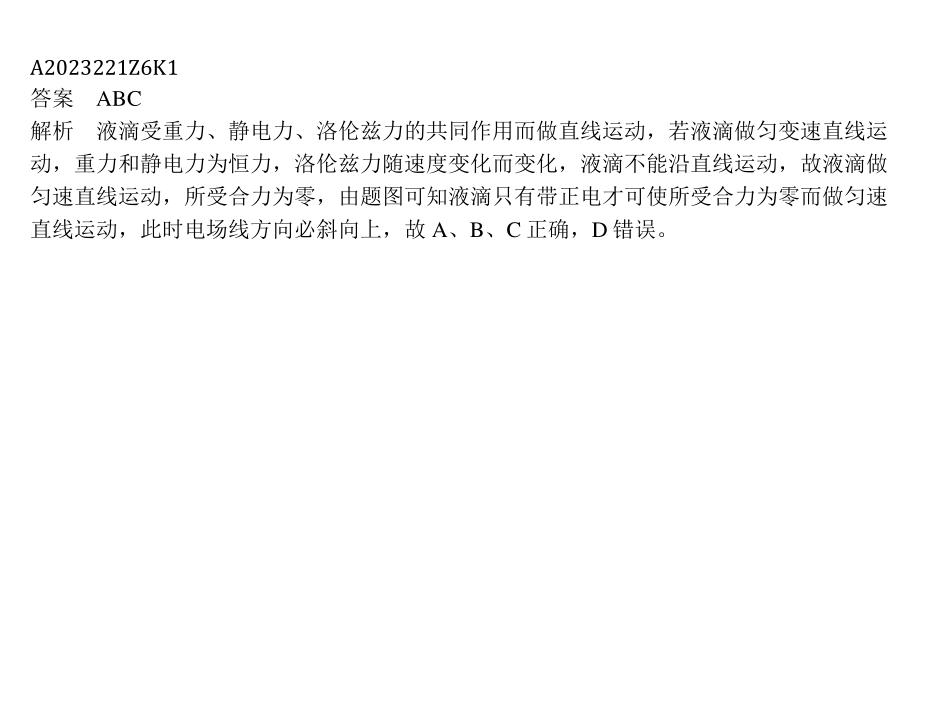 A2023221Z6K1
答案　ABC
解析　液滴受重力、静电力、洛伦兹力的共同作用而做直线运动，若液滴做匀变速直线运
动，重力和静电力为恒力，洛伦兹力随速度变化而变化，液滴不能沿直线运动，故液滴做
匀速直线运动，所受合力为零，由题图可知液滴只有带正电才可使所受合力为零而做匀速
直线运动，此时电场线方向必斜向上，故 A、B、C 正确，D 错误。